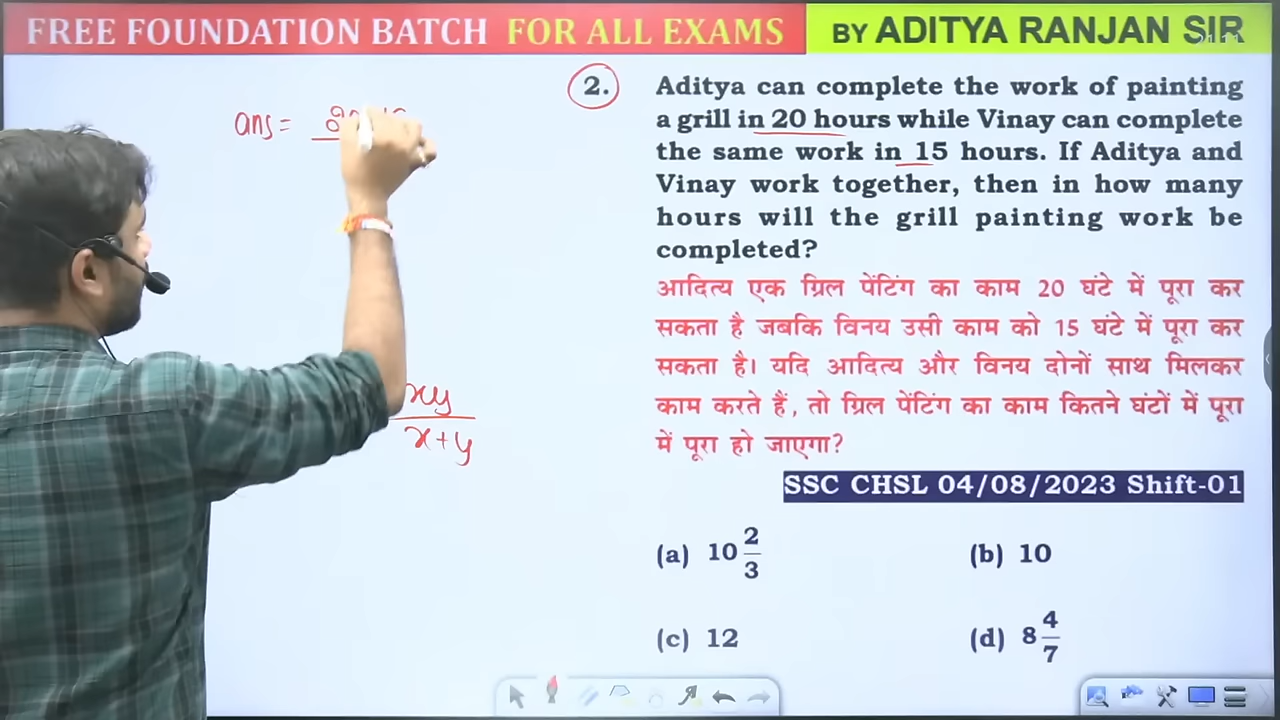 FREE FOUNDATION BATCH FOR ALL EXAMS
BY ADITYA RANJAN SIR
ans =
xy
x+y
2. Aditya can complete the work of painting
a grill in 20 hours while Vinay can complete
the same work in 15 hours. If Aditya and
Vinay work together, then in how many
hours will the grill painting work be
completed?
आदित्य एक ग्रिल पेंटिंग का काम 20 घंटे में पूरा कर
सकता है जबकि विनय उसी काम को 15 घंटे में पूरा कर
सकता है। यदि आदित्य और विनय दोनों साथ मिलकर
काम करते हैं, तो ग्रिल पेंटिंग का काम कितने घंटों में पूरा
में पूरा हो जाएगा?
SSC CHSL 04/08/2023 Shift-01
(a) 10 2/3 (b) 10
(c) 12 (d) 8 4/7